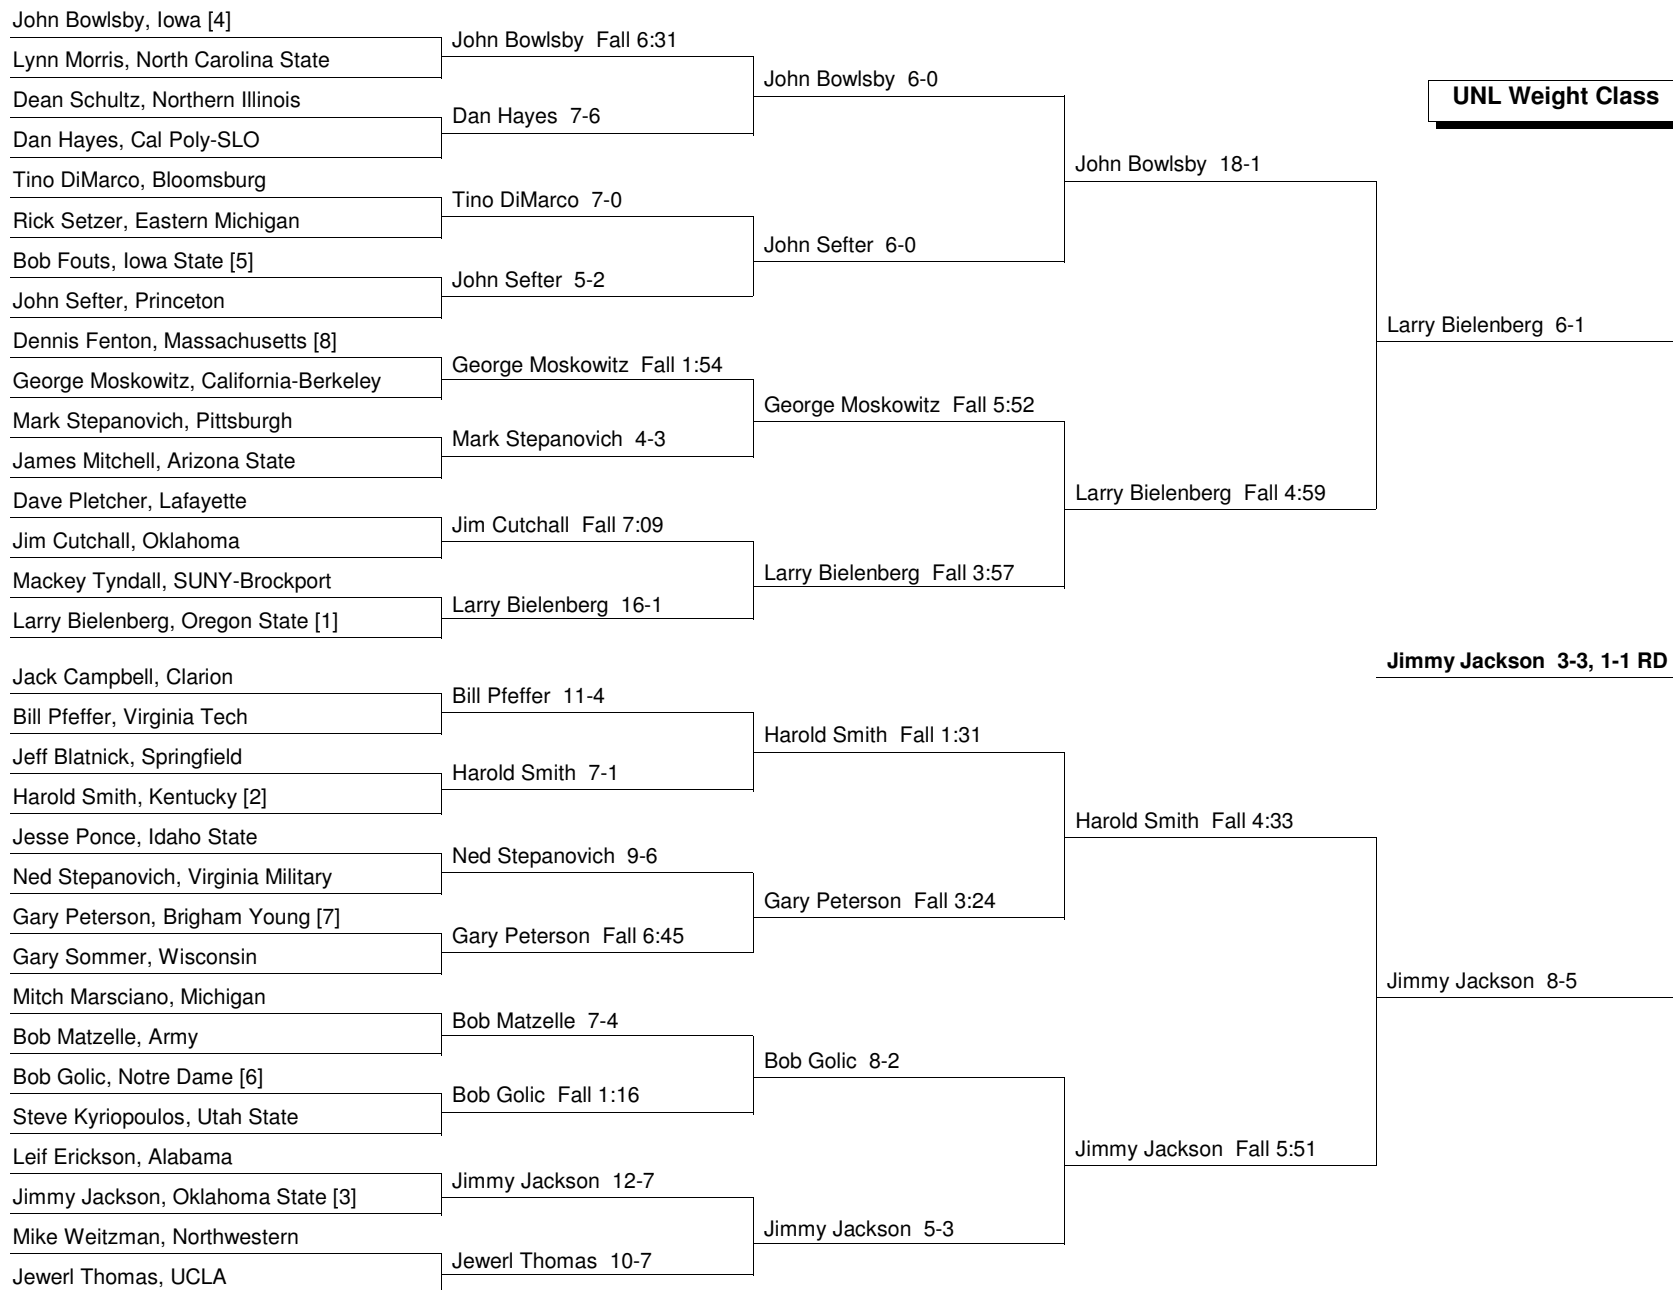 John Bowlsby, Iowa [4]
Lynn Morris, North Carolina State
Dean Schultz, Northern Illinois
Dan Hayes, Cal Poly-SLO
Tino DiMarco, Bloomsburg
Rick Setzer, Eastern Michigan
Bob Fouts, Iowa State [5]
John Sefter, Princeton
Dennis Fenton, Massachusetts [8]
George Moskowitz, California-Berkeley
Mark Stepanovich, Pittsburgh
James Mitchell, Arizona State
Dave Pletcher, Lafayette
Jim Cutchall, Oklahoma
Mackey Tyndall, SUNY-Brockport
Larry Bielenberg, Oregon State [1]
Jack Campbell, Clarion
Bill Pfeffer, Virginia Tech
Jeff Blatnick, Springfield
Harold Smith, Kentucky [2]
Jesse Ponce, Idaho State
Ned Stepanovich, Virginia Military
Gary Peterson, Brigham Young [7]
Gary Sommer, Wisconsin
Mitch Marsciano, Michigan
Bob Matzelle, Army
Bob Golic, Notre Dame [6]
Steve Kyriopoulos, Utah State
Leif Erickson, Alabama
Jimmy Jackson, Oklahoma State [3]
Mike Weitzman, Northwestern
Jewerl Thomas, UCLA
John Bowlsby Fall 6:31
Dan Hayes 7-6
Tino DiMarco 7-0
John Sefter 5-2
George Moskowitz Fall 1:54
Mark Stepanovich 4-3
Jim Cutchall Fall 7:09
Larry Bielenberg 16-1
Bill Pfeffer 11-4
Harold Smith 7-1
Ned Stepanovich 9-6
Gary Peterson Fall 6:45
Bob Matzelle 7-4
Bob Golic Fall 1:16
Jimmy Jackson 12-7
Jewerl Thomas 10-7
John Bowlsby 6-0
John Sefter 6-0
George Moskowitz Fall 5:52
Larry Bielenberg Fall 3:57
Harold Smith Fall 1:31
Gary Peterson Fall 3:24
Bob Golic 8-2
Jimmy Jackson 5-3
John Bowlsby 18-1
Larry Bielenberg Fall 4:59
Harold Smith Fall 4:33
Jimmy Jackson Fall 5:51
UNL Weight Class
Larry Bielenberg 6-1
Jimmy Jackson 3-3, 1-1 RD
Jimmy Jackson 8-5